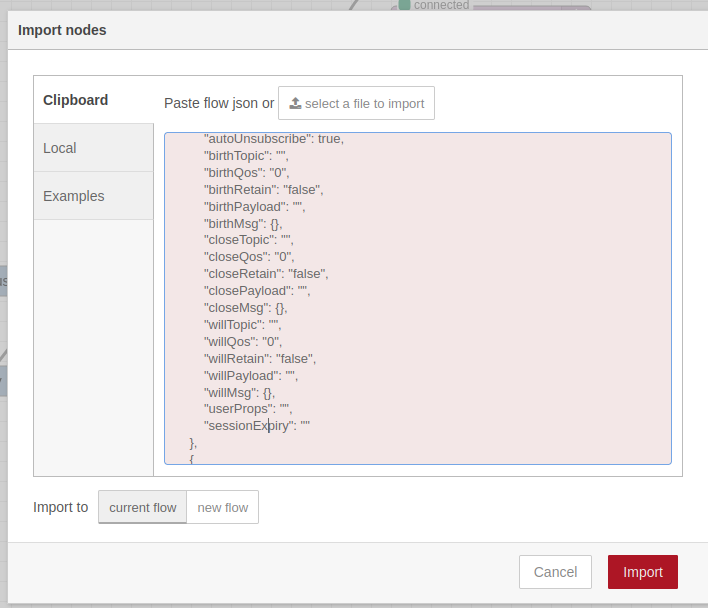 connected
Import nodes
Clipboard
Local
Examples
Paste flow json or select a file to import
"autoUnsubscribe": true,
"birthTopic": "",
"birthQos": "0",
"birthRetain": "false",
"birthPayload": "",
"birthMsg": {},
"closeTopic": "",
"closeQos": "0",
"closeRetain": "false",
"closePayload": "",
"closeMsg": {},
"willTopic": "",
"willQos": "0",
"willRetain": "false",
"willPayload": "",
"willMsg": {},
"userProps": "",
"sessionExpiry": ""
},
{
Import to current flow new flow
Cancel Import